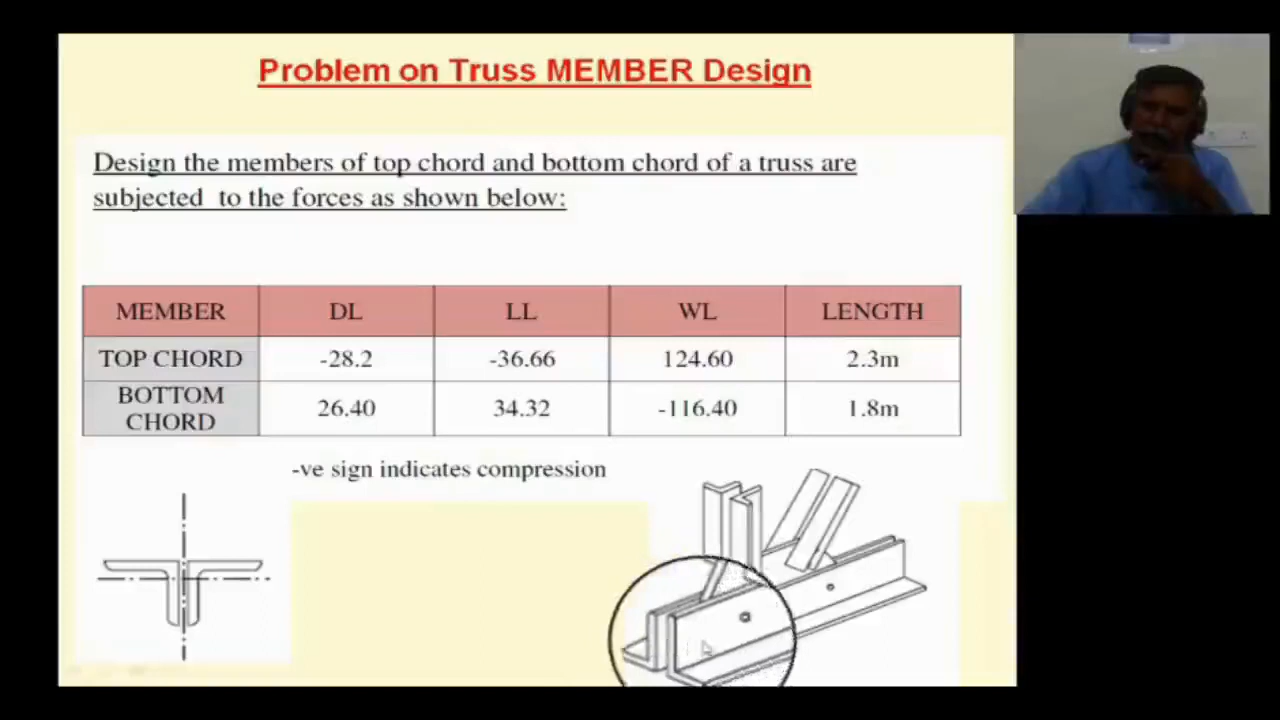 Problem on Truss MEMBER Design
Design the members of top chord and bottom chord of a truss are
subjected to the forces as shown below:
MEMBER DL LL WL LENGTH
TOP CHORD -28.2 -36.66 124.60 2.3m
BOTTOM CHORD 26.40 34.32 -116.40 1.8m
-ve sign indicates compression